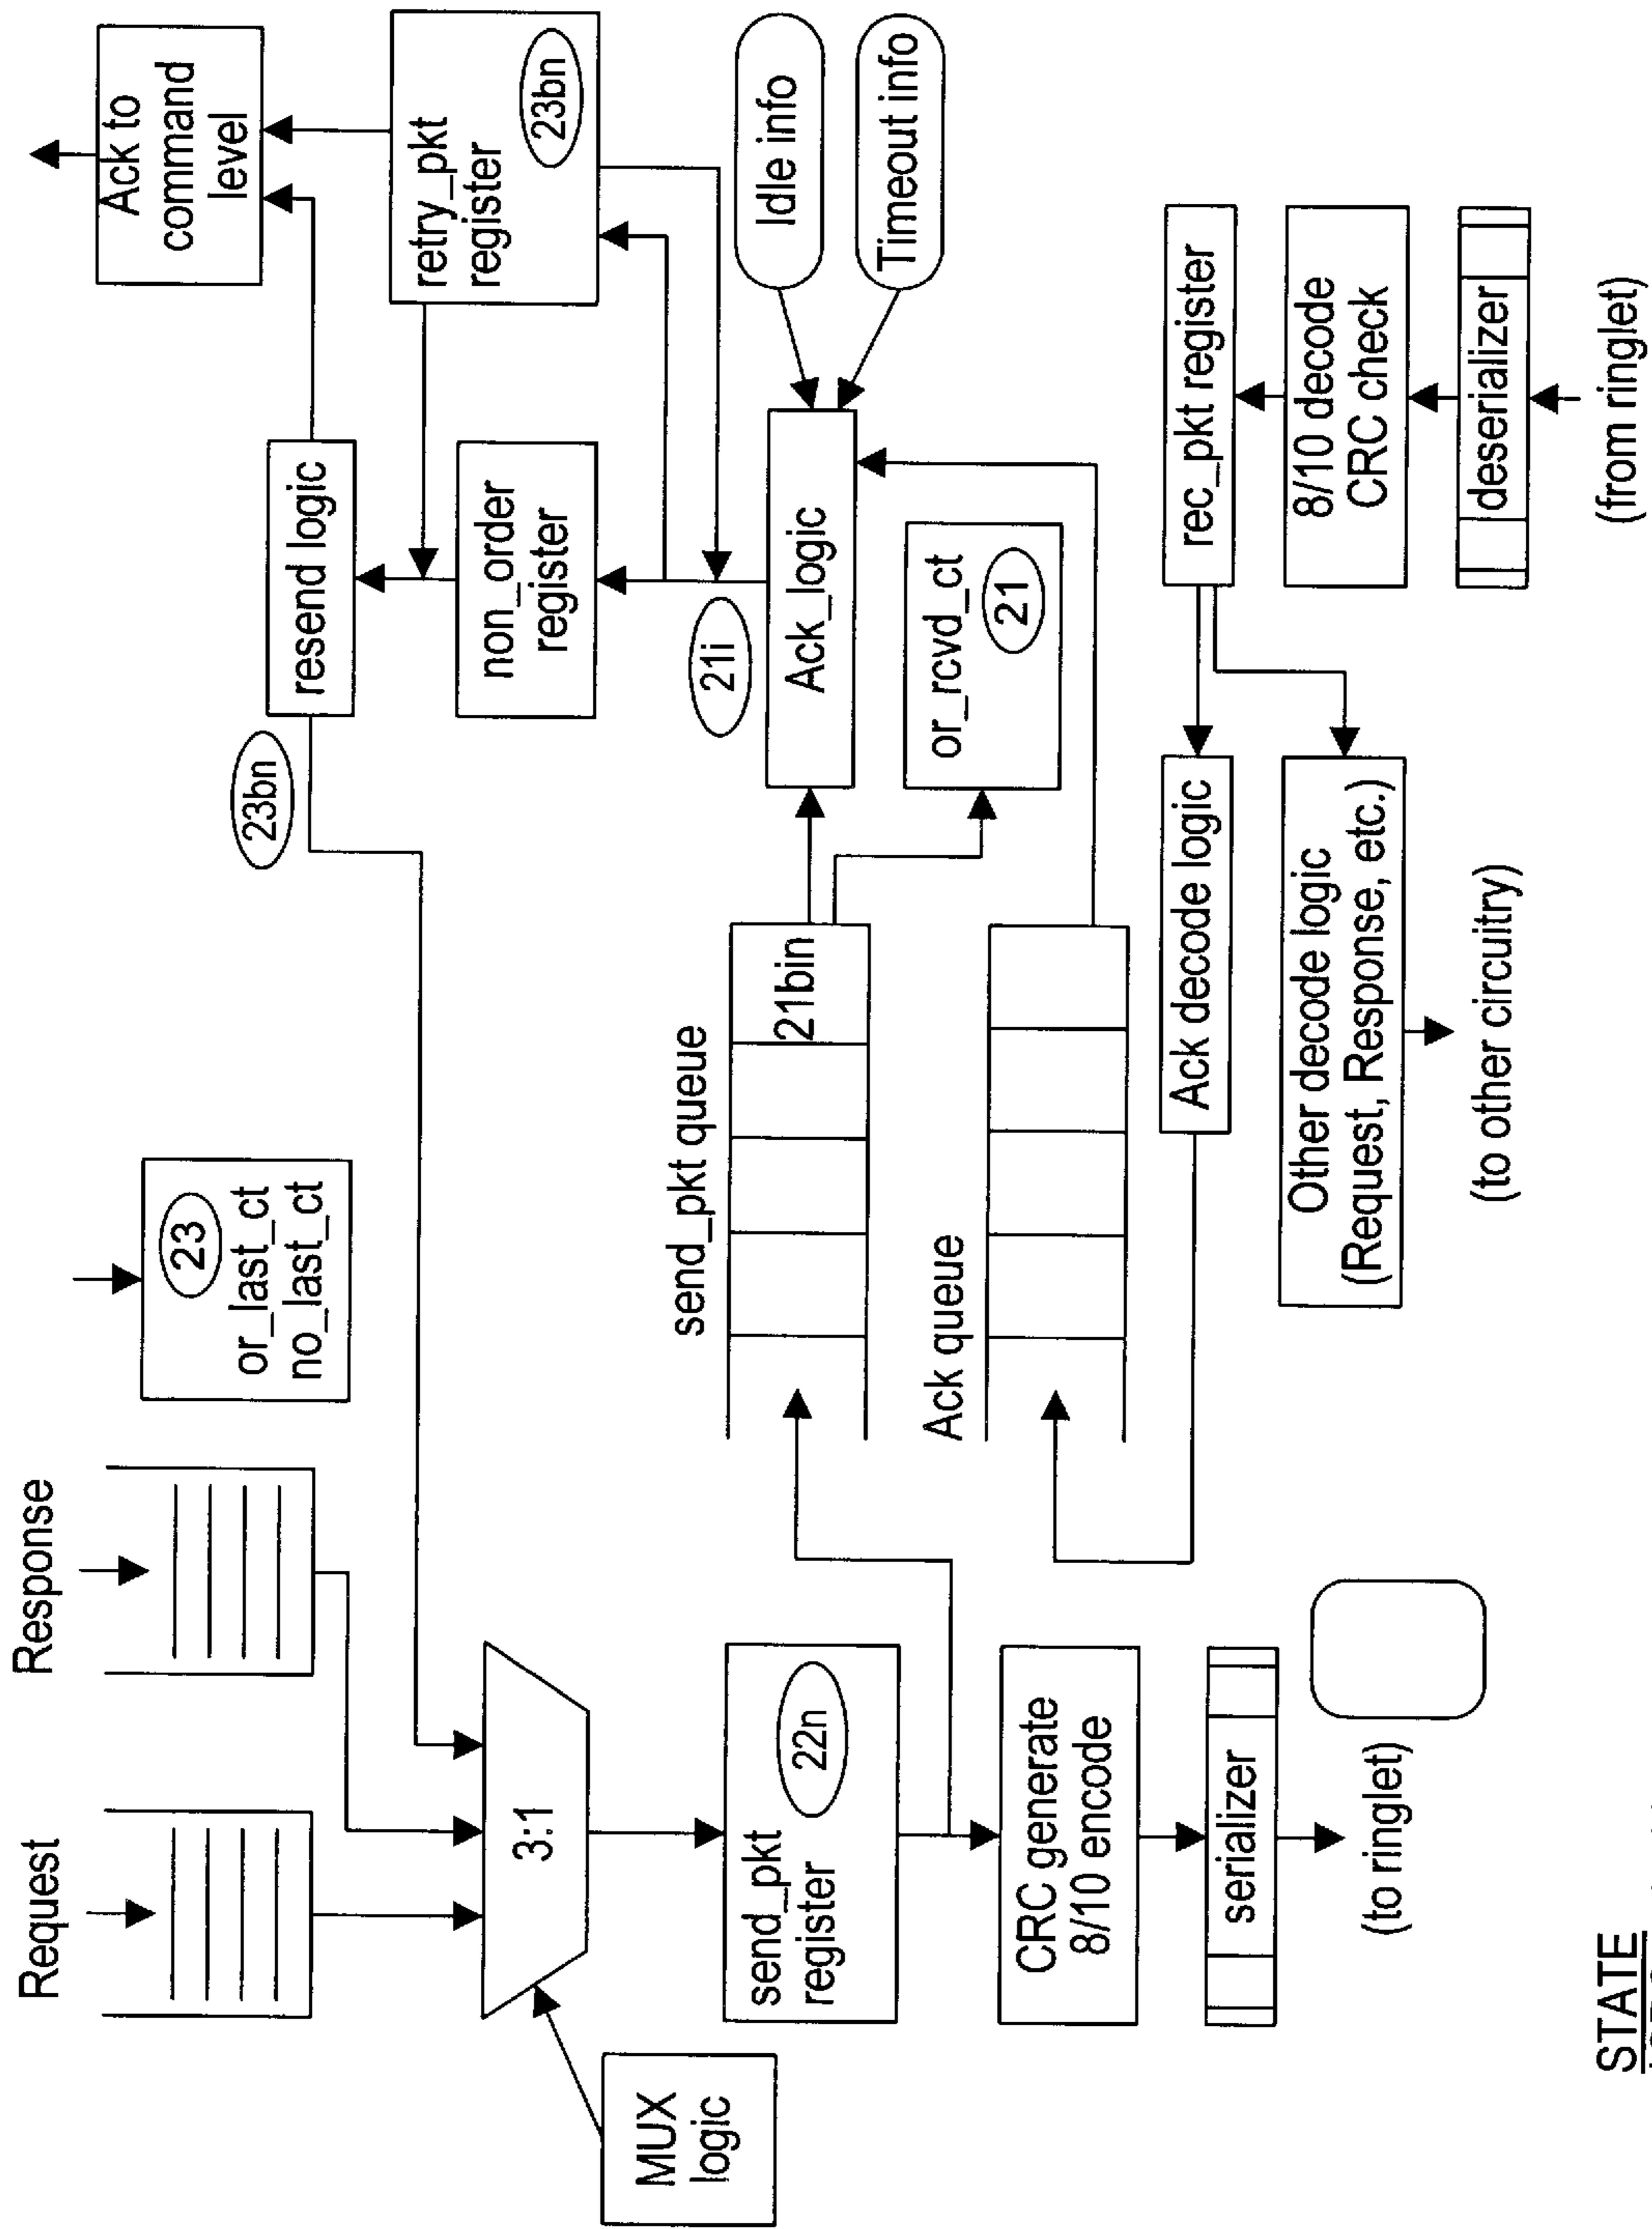 Request
Response
23
or_last_ct
no_last_ct
23bn
resend logic
Ack to
command
level
3:1
MUX
logic
non_order
register
retry_pkt
register
23bn
send_pkt
register
22n
send_pkt queue
21bin
21i
Ack_logic
Idle info
Timeout info
or_rcvd_ct
21
Ack queue
CRC generate
8/10 encode
serializer
(to ringlet)
Ack decode logic
Other decode logic
(Request, Response, etc.)
(to other circuitry)
rec_pkt register
8/10 decode
CRC check
deserializer
(from ringlet)
STATE